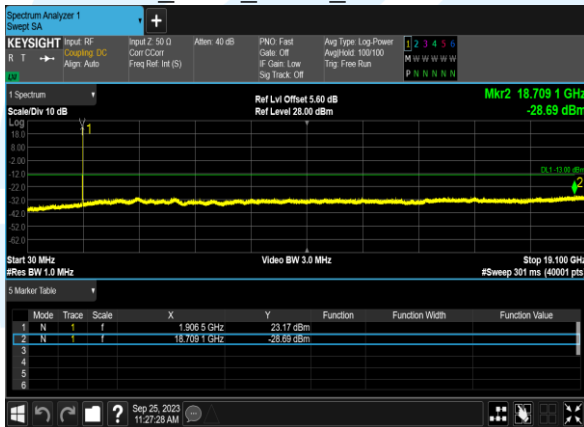 Spectrum Analyzer 1
Swept SA
+
KEYSIGHT Input: RF Input Z: 50 Ω Atten: 40 dB PNO: Fast Avg Type: Log-Power 1 2 3 4 5 6
R T Coupling: DC Corr CCorr Gate: Off Avg|Hold: 100/100 M W W W W W
Align: Auto Freq Ref: Int (S) IF Gain: Low Trig: Free Run
LXI Sig Track: Off P N N N N N
1 Spectrum Ref Lvl Offset 5.60 dB Mkr2 18.709 1 GHz
Scale/Div 10 dB Ref Level 28.00 dBm -28.69 dBm
Log
1
18.0
8.00
-2.00
DL1 -13.00 dBm
-12.0
2
-22.0
-32.0
-42.0
-52.0
-62.0
Start 30 MHz Video BW 3.0 MHz Stop 19.100 GHz
#Res BW 1.0 MHz #Sweep 301 ms (40001 pts
5 Marker Table
Mode Trace Scale X Y Function Function Width Function Value
1 N 1 f 1.906 5 GHz 23.17 dBm
2 N 1 f 18.709 1 GHz -28.69 dBm
3
4
5
6
? Sep 25, 2023
11:27:28 AM